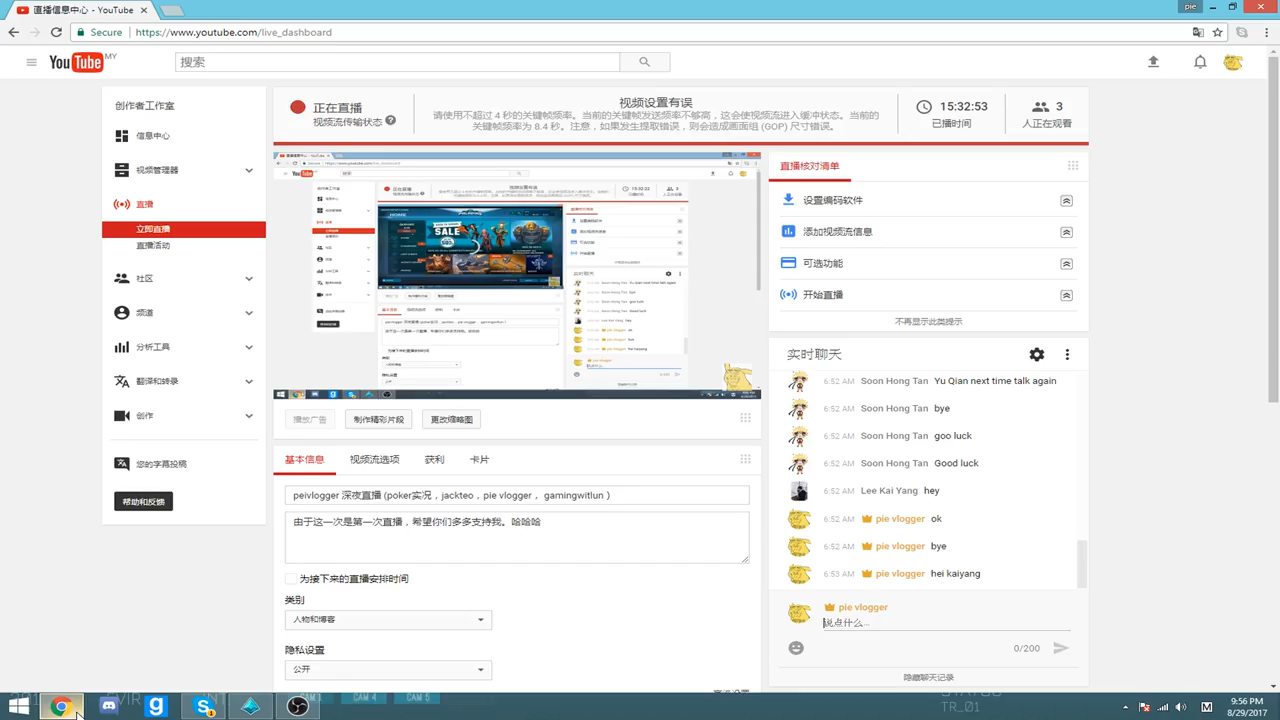 直播信息中心 - YouTube
pie
Secure
https://www.youtube.com/live_dashboard
YouTube MY
搜索
创作者工作室
信息中心
视频管理器
直播
立即直播
直播活动
社区
频道
分析工具
翻译和转录
创作
您的字幕投稿
帮助和反馈
正在直播
视频流传输状态
视频设置有误
请使用不超过 4 秒的关键帧频率。当前的关键帧发送频率不够高，这会使视频流进入缓冲状态。当前的
关键帧频率为 8.4 秒。注意，如果发生提取错误，则会造成画面组 (GOP) 尺寸错误。
15:32:53
已播时间
3
人正在观看
播放广告
制作精彩片段
更改缩略图
基本信息
视频流选项
获利
卡片
peivlogger 深夜直播 (poker实况，jackteo，pie vlogger， gamingwitlun )
由于这一次是第一次直播，希望你们多多支持我。哈哈哈
为接下来的直播安排时间
类别
人物和博客
隐私设置
公开
高级设置
直播核对清单
设置编码软件
添加视频流信息
可选功能
开始直播
不再显示此类提示
实时聊天
6:52 AM Soon Hong Tan Yu Qian next time talk again
6:52 AM Soon Hong Tan bye
6:52 AM Soon Hong Tan goo luck
6:52 AM Soon Hong Tan Good luck
6:52 AM Lee Kai Yang hey
6:52 AM pie vlogger ok
6:52 AM pie vlogger bye
6:53 AM pie vlogger hei kaiyang
pie vlogger
说点什么...
0/200
隐藏聊天记录
CAM 4
CAM 5
TR_01
9:56 PM
8/29/2017